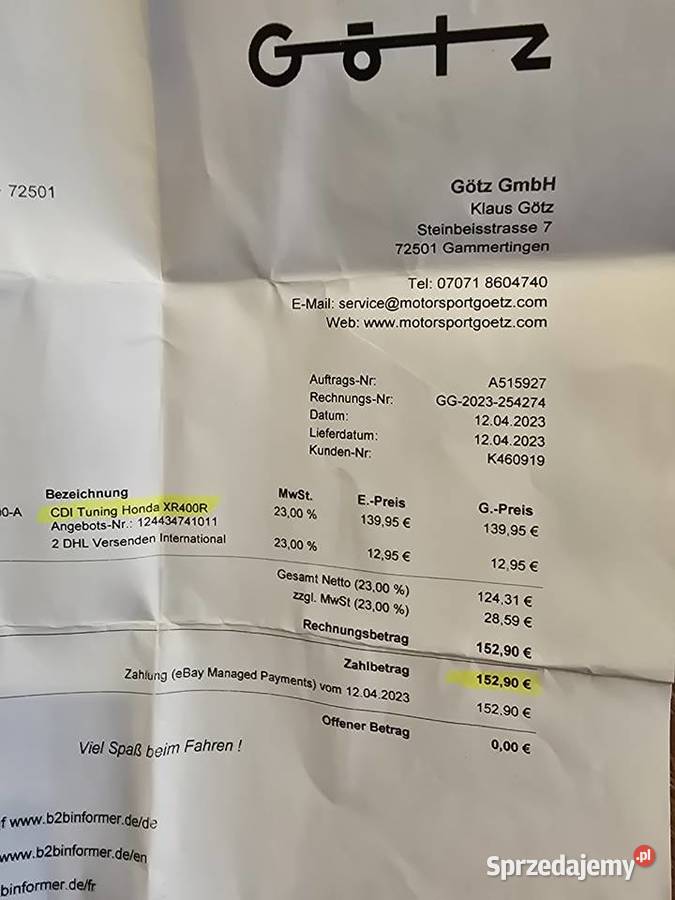 Götz
72501
Götz GmbH
Klaus Götz
Steinbeisstrasse 7
72501 Gammertingen
Tel: 07071 8604740
E-Mail: service@motorsportgoetz.com
Web: www.motorsportgoetz.com
Auftrags-Nr: A515927
Rechnungs-Nr: GG-2023-254274
Datum: 12.04.2023
Lieferdatum: 12.04.2023
Kunden-Nr: K460919
Bezeichnung MwSt. E.-Preis G.-Preis
0-A CDI Tuning Honda XR400R 23,00 % 139,95 € 139,95 €
Angebots-Nr.: 124434741011
2 DHL Versenden International 23,00 % 12,95 € 12,95 €
Gesamt Netto (23,00 %) 124,31 €
zzgl. MwSt (23,00 %) 28,59 €
Rechnungsbetrag 152,90 €
Zahlbetrag 152,90 €
Zahlung (eBay Managed Payments) vom 12.04.2023 152,90 €
Offener Betrag 0,00 €
Viel Spaß beim Fahren !
f www.b2binformer.de/de
www.b2binformer.de/en
binformer.de/fr
Sprzedajemy.pl